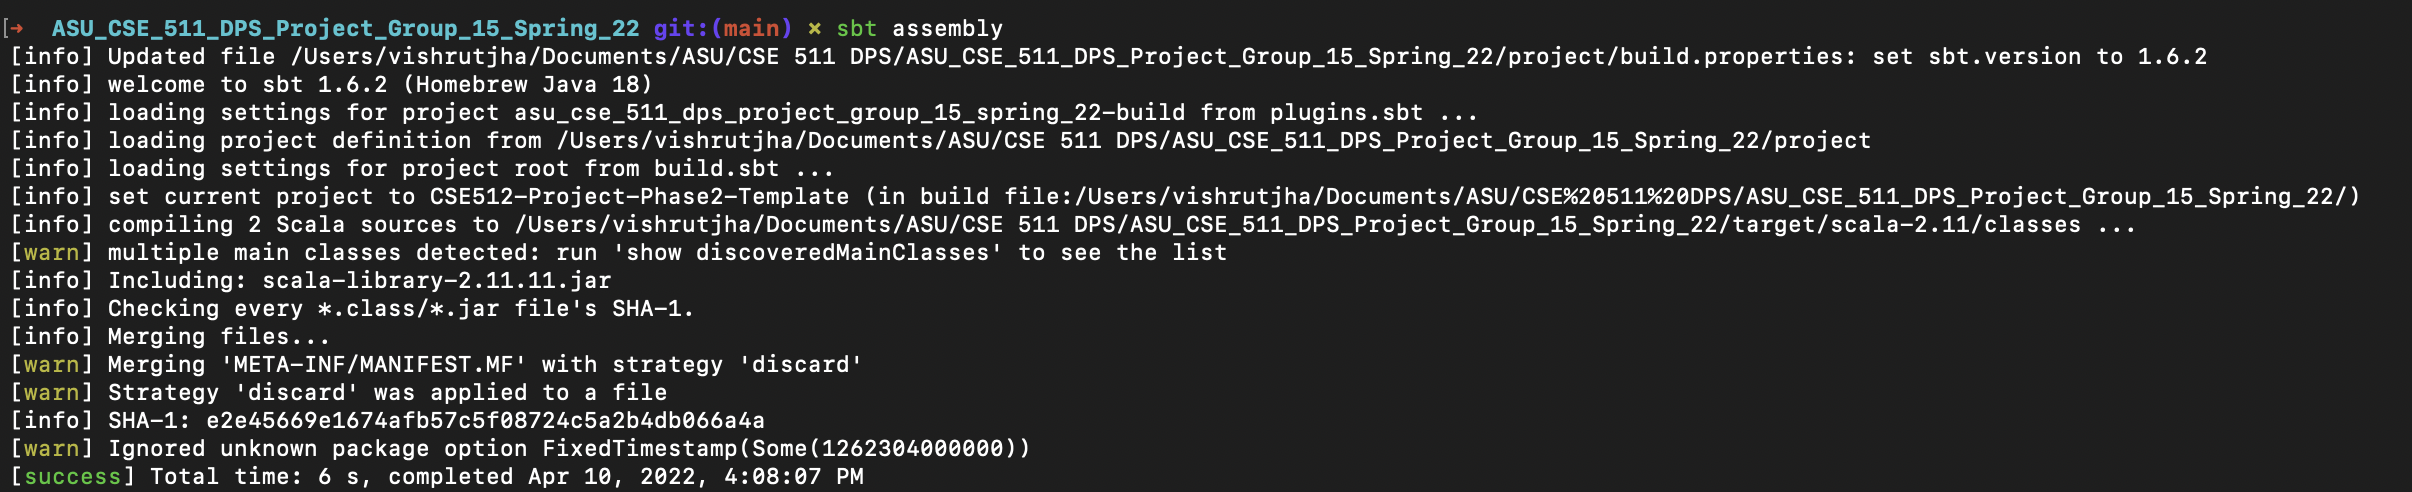 [→ ASU_CSE_511_DPS_Project_Group_15_Spring_22 git:(main) × sbt assembly
[info] Updated file /Users/vishrutjha/Documents/ASU/CSE 511 DPS/ASU_CSE_511_DPS_Project_Group_15_Spring_22/project/build.properties: set sbt.version to 1.6.2
[info] welcome to sbt 1.6.2 (Homebrew Java 18)
[info] loading settings for project asu_cse_511_dps_project_group_15_spring_22-build from plugins.sbt ...
[info] loading project definition from /Users/vishrutjha/Documents/ASU/CSE 511 DPS/ASU_CSE_511_DPS_Project_Group_15_Spring_22/project
[info] loading settings for project root from build.sbt ...
[info] set current project to CSE512-Project-Phase2-Template (in build file:/Users/vishrutjha/Documents/ASU/CSE%20511%20DPS/ASU_CSE_511_DPS_Project_Group_15_Spring_22/)
[info] compiling 2 Scala sources to /Users/vishrutjha/Documents/ASU/CSE 511 DPS/ASU_CSE_511_DPS_Project_Group_15_Spring_22/target/scala-2.11/classes ...
[warn] multiple main classes detected: run 'show discoveredMainClasses' to see the list
[info] Including: scala-library-2.11.11.jar
[info] Checking every *.class/*.jar file's SHA-1.
[info] Merging files...
[warn] Merging 'META-INF/MANIFEST.MF' with strategy 'discard'
[warn] Strategy 'discard' was applied to a file
[info] SHA-1: e2e45669e1674afb57c5f08724c5a2b4db066a4a
[warn] Ignored unknown package option FixedTimestamp(Some(1262304000000))
[success] Total time: 6 s, completed Apr 10, 2022, 4:08:07 PM